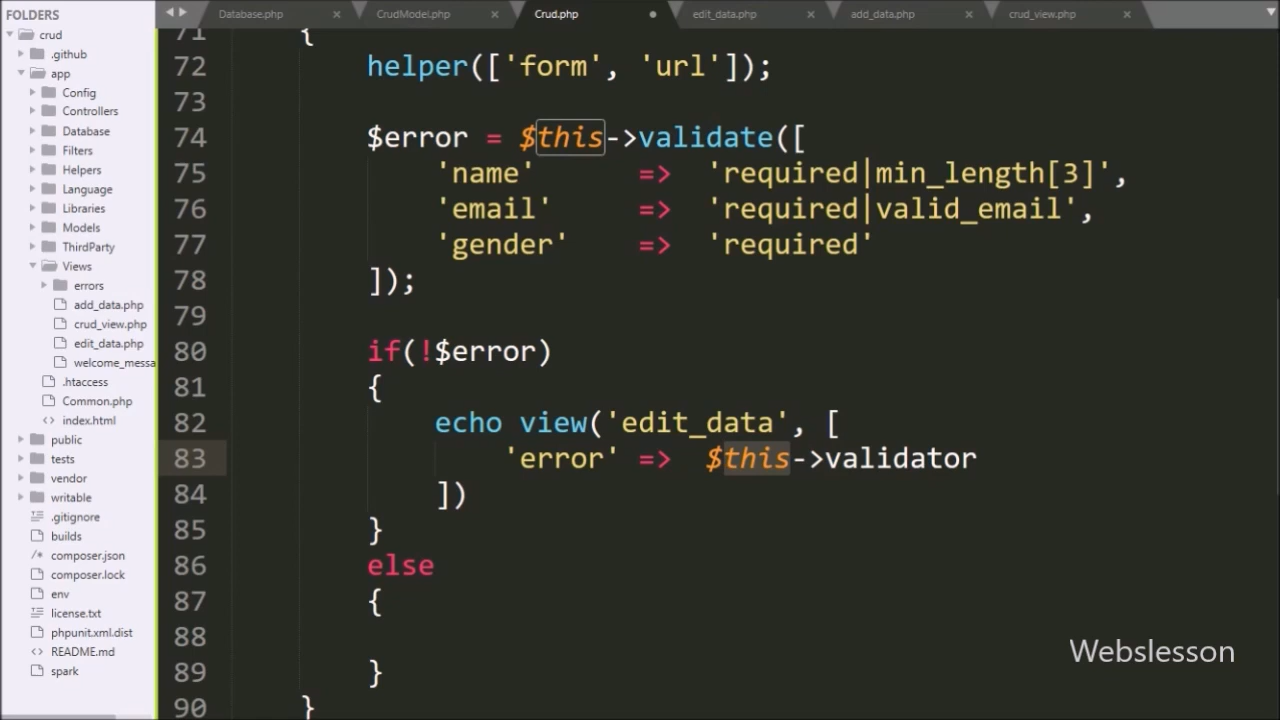 FOLDERS
crud
.github
app
Config
Controllers
Database
Filters
Helpers
Language
Libraries
Models
ThirdParty
Views
errors
add_data.php
crud_view.php
edit_data.php
welcome_messa
.htaccess
Common.php
index.html
public
tests
vendor
writable
.gitignore
builds
composer.json
composer.lock
env
license.txt
phpunit.xml.dist
README.md
spark
Database.php × CrudModel.php × Crud.php edit_data.php × add_data.php × crud_view.php ×
71 {
72 helper(['form', 'url']);
73
74 $error = $this->validate([
75 'name' => 'required|min_length[3]',
76 'email' => 'required|valid_email',
77 'gender' => 'required'
78 ]);
79
80 if(!$error)
81 {
82 echo view('edit_data', [
83 'error' => $this->validator
84 ])
85 }
86 else
87 {
88
89 }
90 }
Webslesson